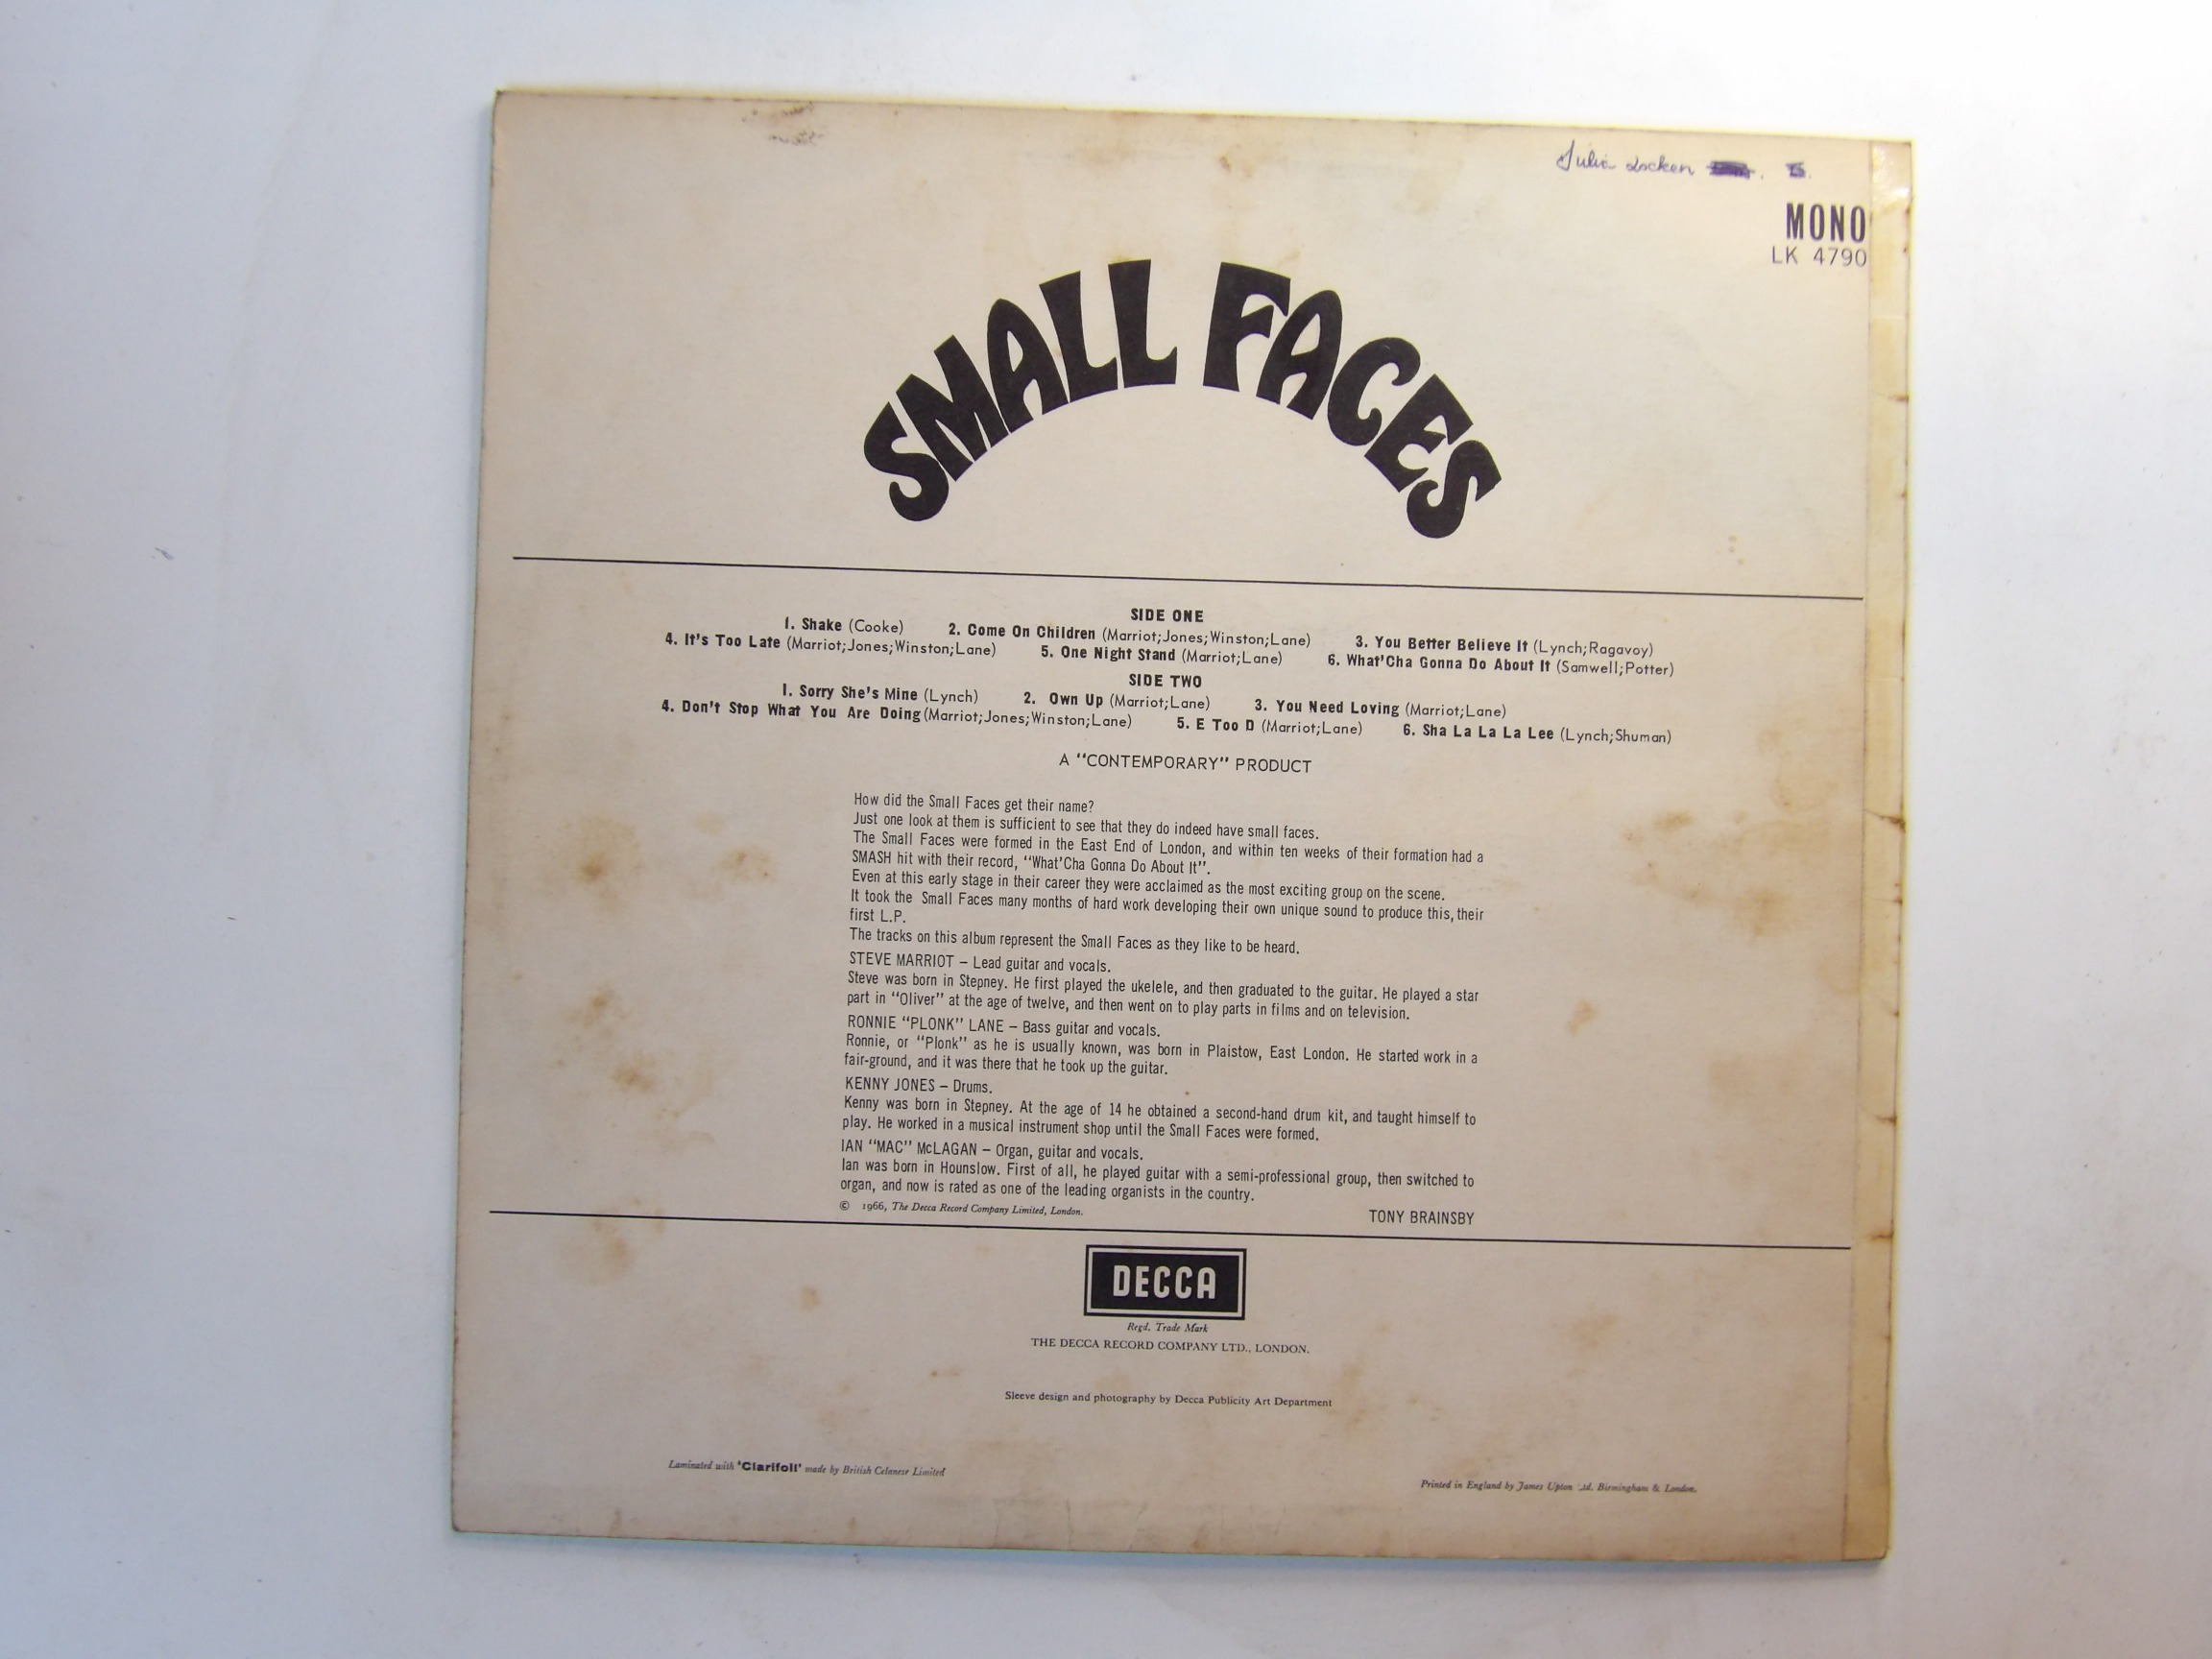 Julia
MONO
LK 4790
SMALL FACES
SIDE ONE
1. Shake (Cooke) 2. Come On Children (Marriot;Jones;Winston;Lane) 3. You Better Believe It (Lynch;Ragavoy)
4. It's Too Late (Marriot;Jones;Winston;Lane) 5. One Night Stand (Marriot;Lane) 6. What'Cha Gonna Do About It (Samwell;Potter)
SIDE TWO
1. Sorry She's Mine (Lynch) 2. Own Up (Marriot;Lane) 3. You Need Loving (Marriot;Lane)
4. Don't Stop What You Are Doing (Marriot;Jones;Winston;Lane) 5. E Too D (Marriot;Lane) 6. Sha La La La Lee (Lynch;Shuman)
A "CONTEMPORARY" PRODUCT
How did the Small Faces get their name?
Just one look at them is sufficient to see that they do indeed have small faces.
The Small Faces were formed in the East End of London, and within ten weeks of their formation had a
SMASH hit with their record, "What'Cha Gonna Do About It".
Even at this early stage in their career they were acclaimed as the most exciting group on the scene.
It took the Small Faces many months of hard work developing their own unique sound to produce this, their
first L.P.
The tracks on this album represent the Small Faces as they like to be heard.
STEVE MARRIOT – Lead guitar and vocals.
Steve was born in Stepney. He first played the ukelele, and then graduated to the guitar. He played a star
part in "Oliver" at the age of twelve, and then went on to play parts in films and on television.
RONNIE "PLONK" LANE – Bass guitar and vocals.
Ronnie, or "Plonk" as he is usually known, was born in Plaistow, East London. He started work in a
fair-ground, and it was there that he took up the guitar.
KENNY JONES – Drums.
Kenny was born in Stepney. At the age of 14 he obtained a second-hand drum kit, and taught himself to
play. He worked in a musical instrument shop until the Small Faces were formed.
IAN "MAC" McLAGAN – Organ, guitar and vocals.
Ian was born in Hounslow. First of all, he played guitar with a semi-professional group, then switched to
organ, and now is rated as one of the leading organists in the country.
© 1966, The Decca Record Company Limited, London.
TONY BRAINSBY
DECCA
Regd. Trade Mark
THE DECCA RECORD COMPANY LTD., LONDON.
Sleeve design and photography by Decca Publicity Art Department
Laminated with 'Clarifoil' made by British Celanese Limited
Printed in England by James Upton Ltd. Birmingham & London.